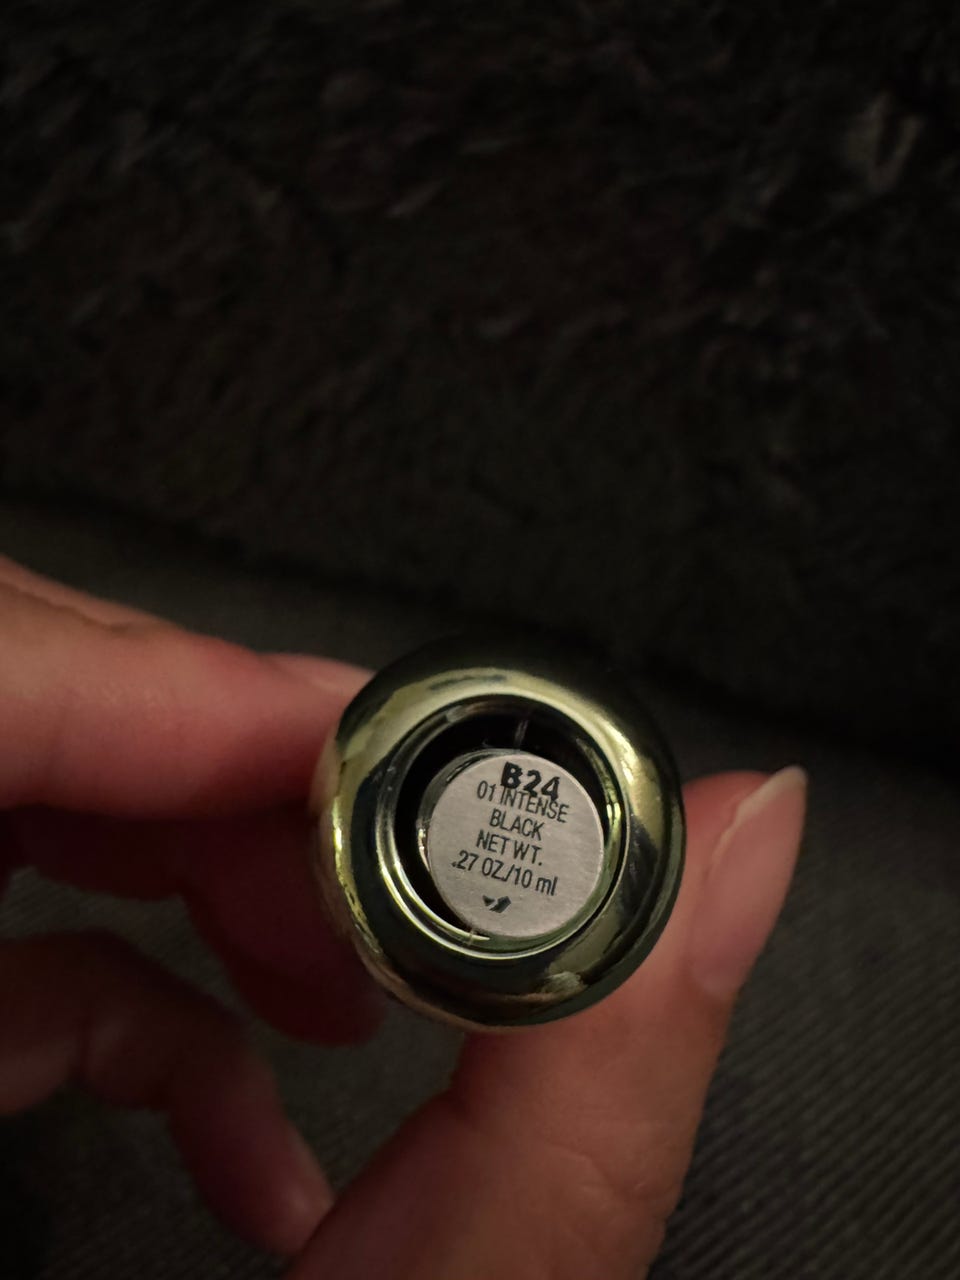 B24
01 INTENSE
BLACK
NET WT.
.27 OZ./10 ml